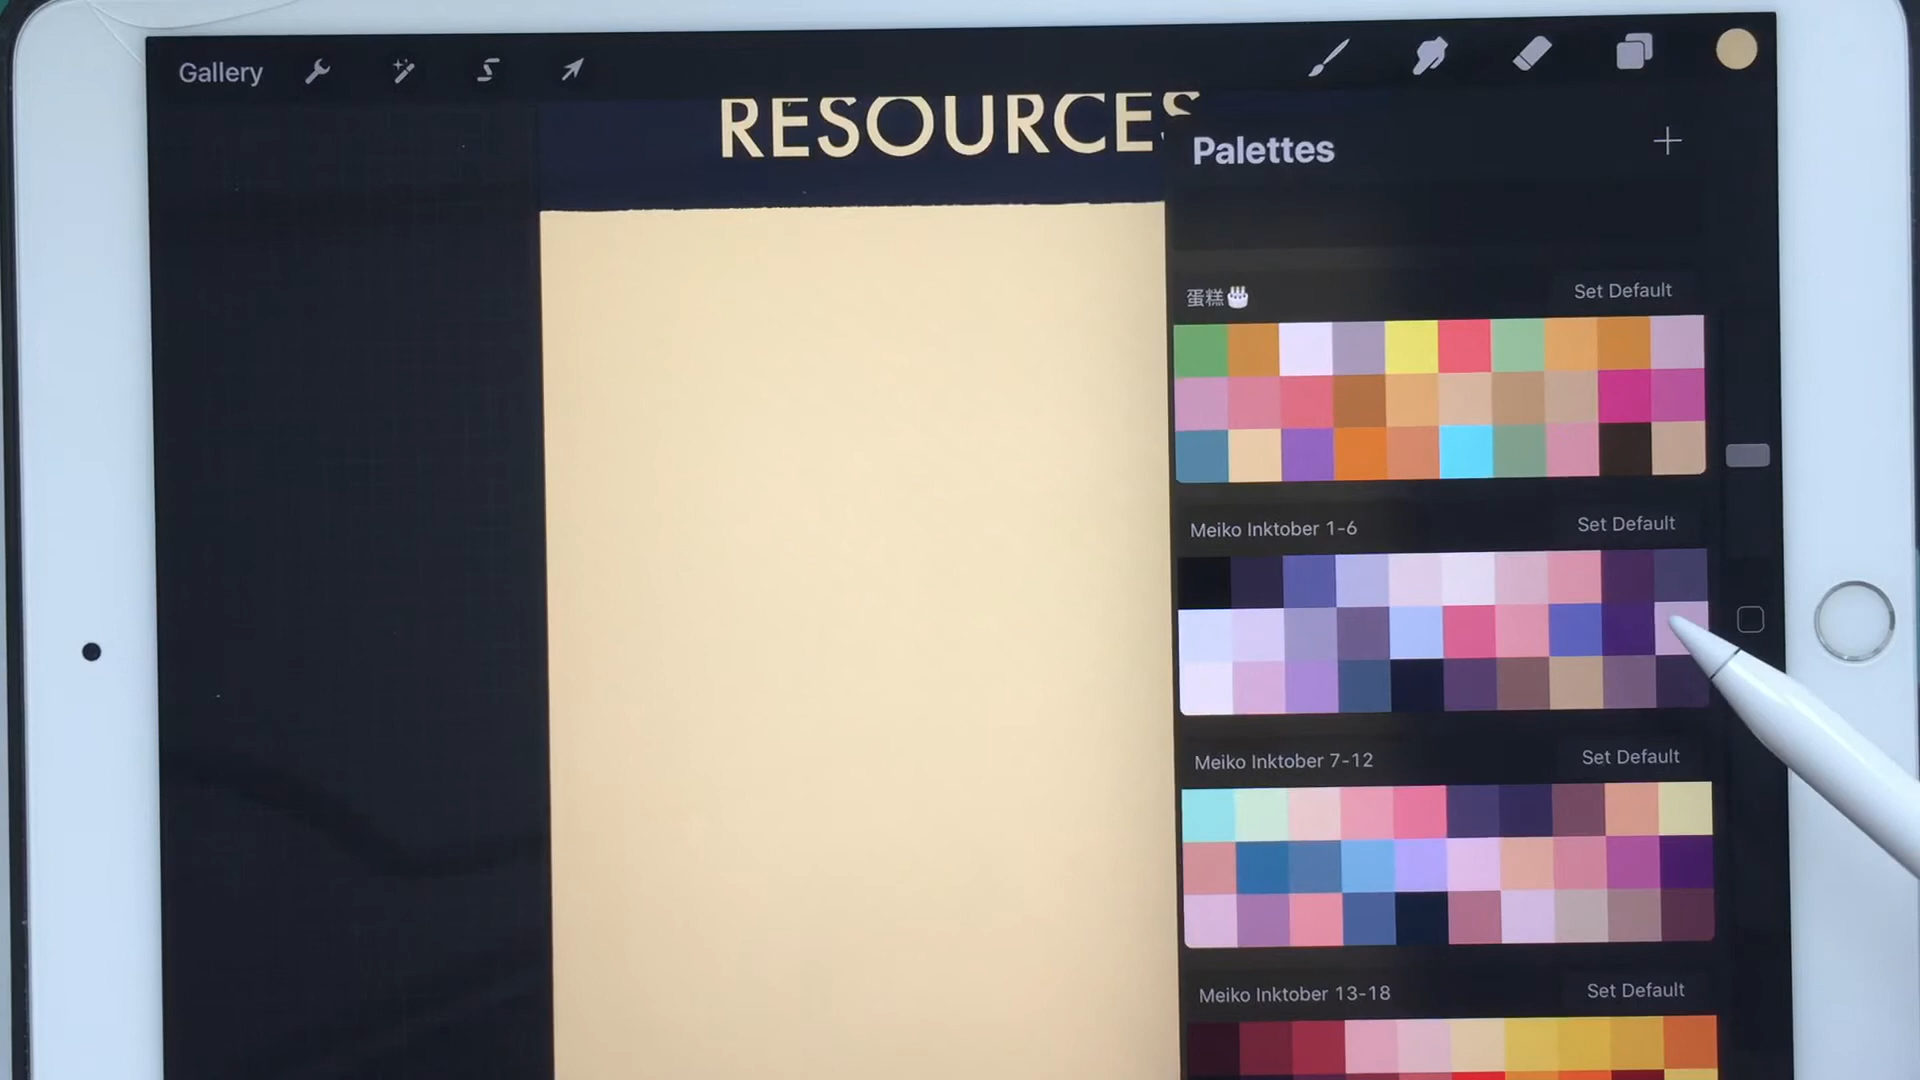 Gallery
RESOURCES
Palettes
蛋糕🎂 Set Default
Meiko Inktober 1-6 Set Default
Meiko Inktober 7-12 Set Default
Meiko Inktober 13-18 Set Default